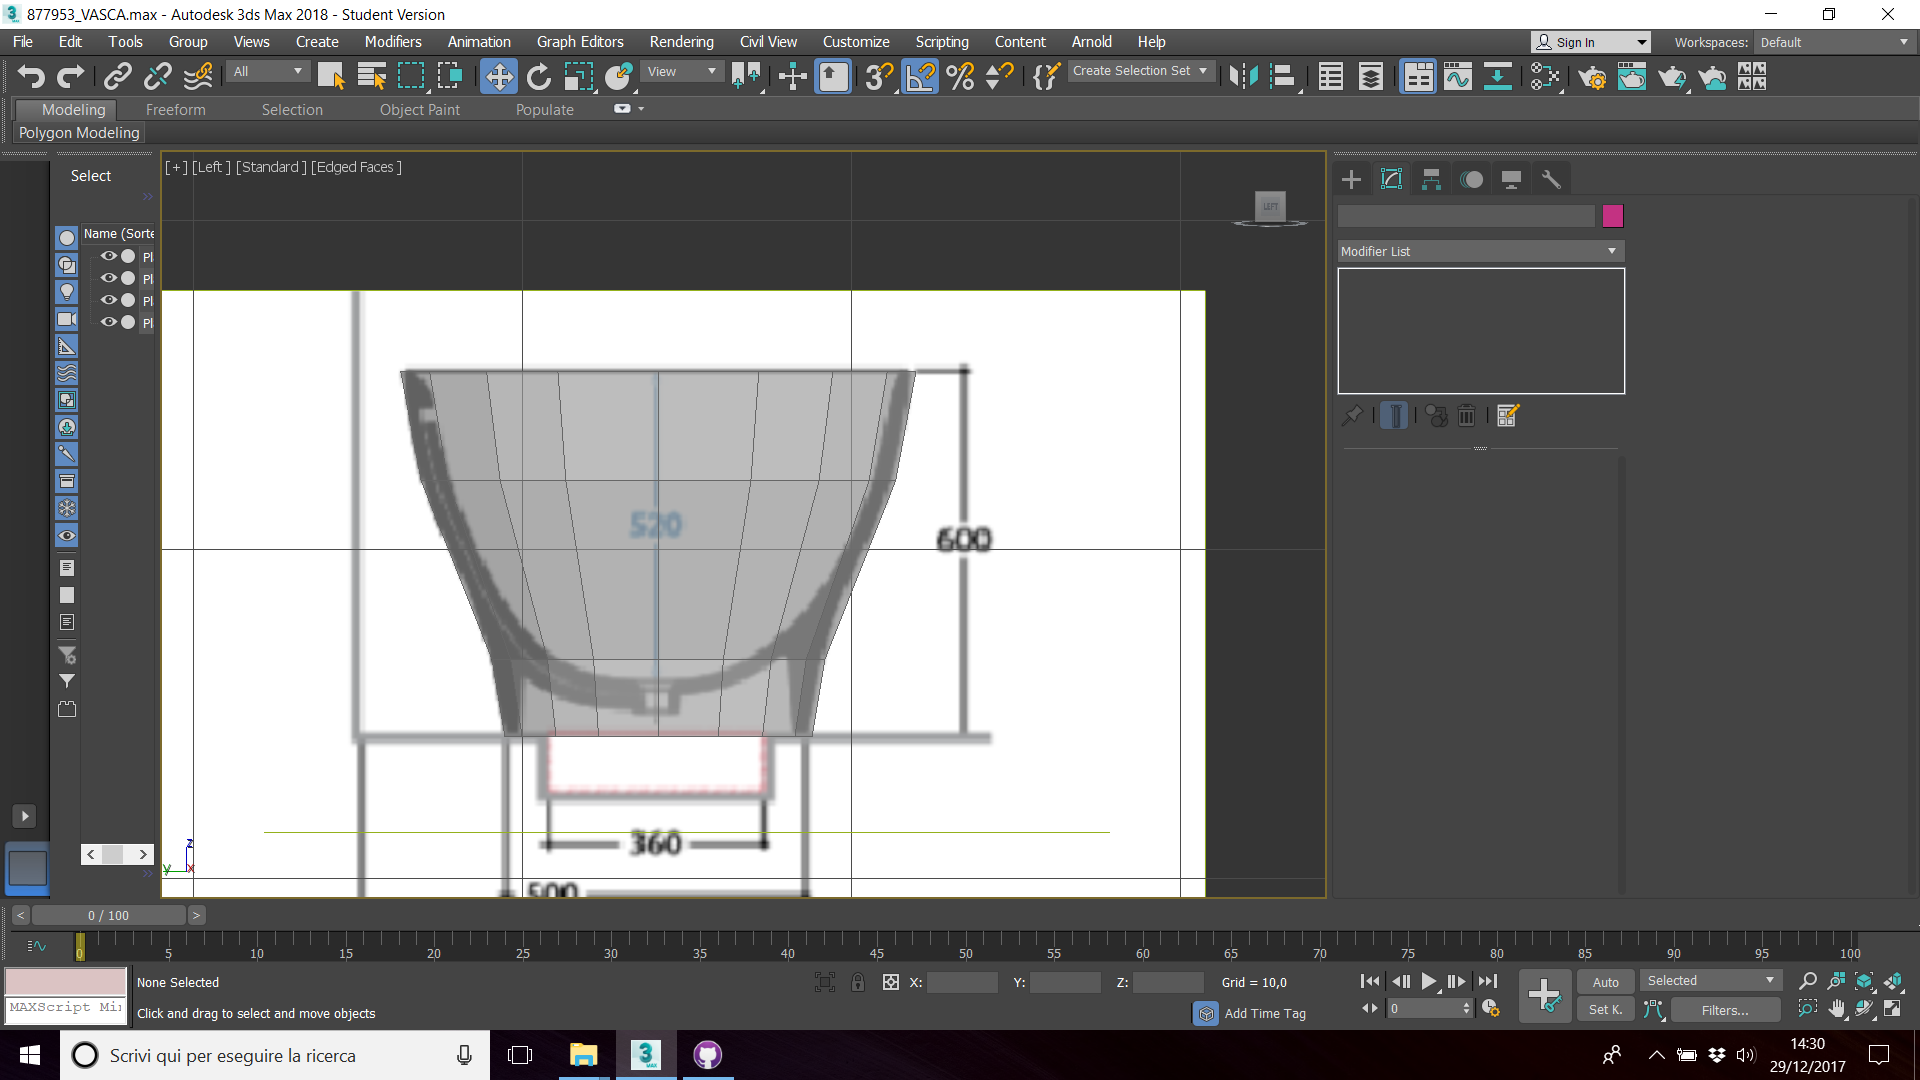 877953_VASCA.max - Autodesk 3ds Max 2018 - Student Version
File Edit Tools Group Views Create Modifiers Animation Graph Editors Rendering Civil View Customize Scripting Content Arnold Help
Sign In Workspaces: Default
All View Create Selection Set
Modeling Freeform Selection Object Paint Populate
Polygon Modeling
Select
[+] [Left ] [Standard ] [Edged Faces ]
LEFT
Name (Sorte
Pl
Pl
Pl
Pl
Modifier List
520
600
360
500
z
y x
0 / 100
0 5 10 15 20 25 30 35 40 45 50 55 60 65 70 75 80 85 90 95 100
None Selected X: Y: Z: Grid = 10,0 Auto Selected
MAXScript Mi
Click and drag to select and move objects Add Time Tag 0 Set K. Filters...
Scrivi qui per eseguire la ricerca
3
MAX
14:30
29/12/2017